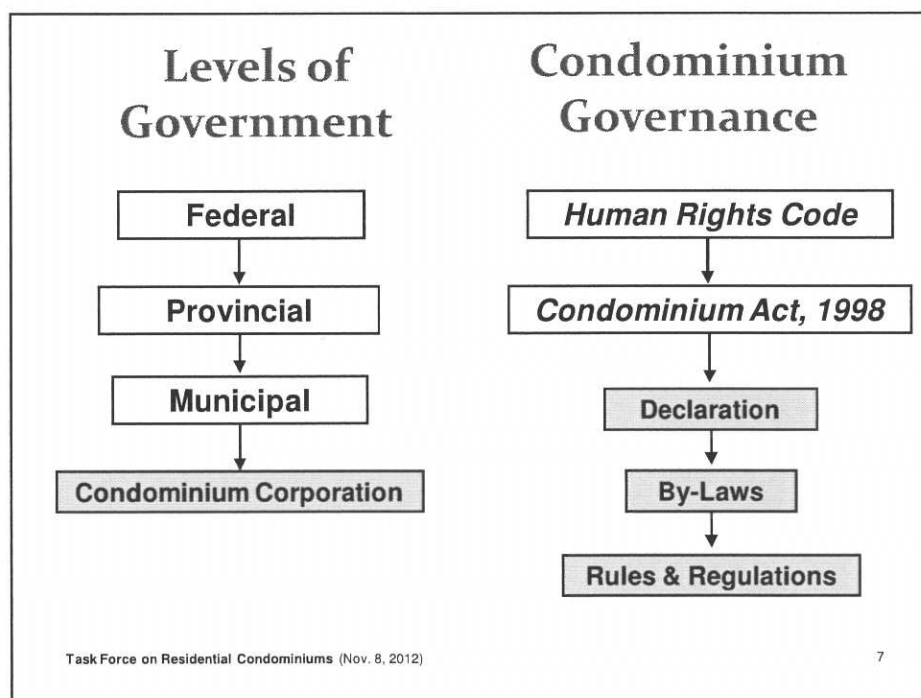 Levels of
Government
Federal
Provincial
Municipal
Condominium Corporation
Condominium
Governance
Human Rights Code
Condominium Act, 1998
Declaration
By-Laws
Rules & Regulations
Task Force on Residential Condominiums (Nov. 8, 2012)
7